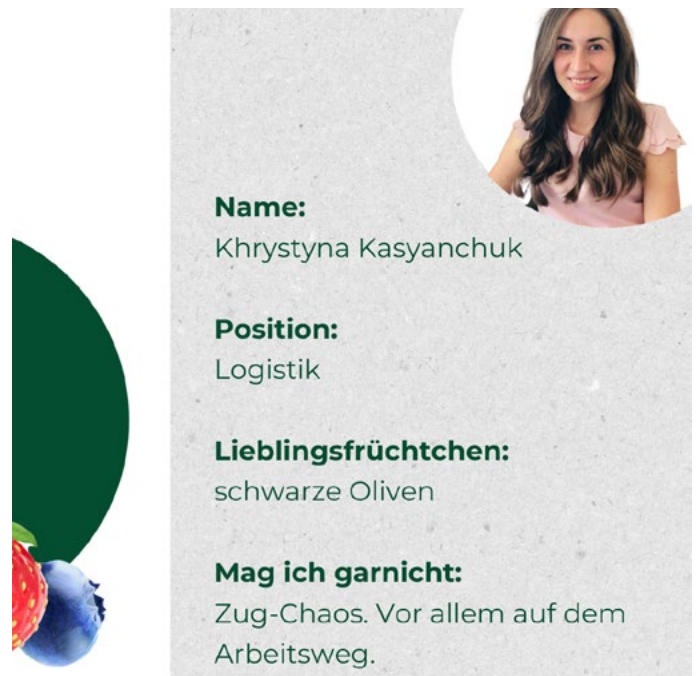 Name:
Khrystyna Kasyanchuk
Position:
Logistik
Lieblingsfrüchtchen:
schwarze Oliven
Mag ich garnicht:
Zug-Chaos. Vor allem auf dem
Arbeitsweg.